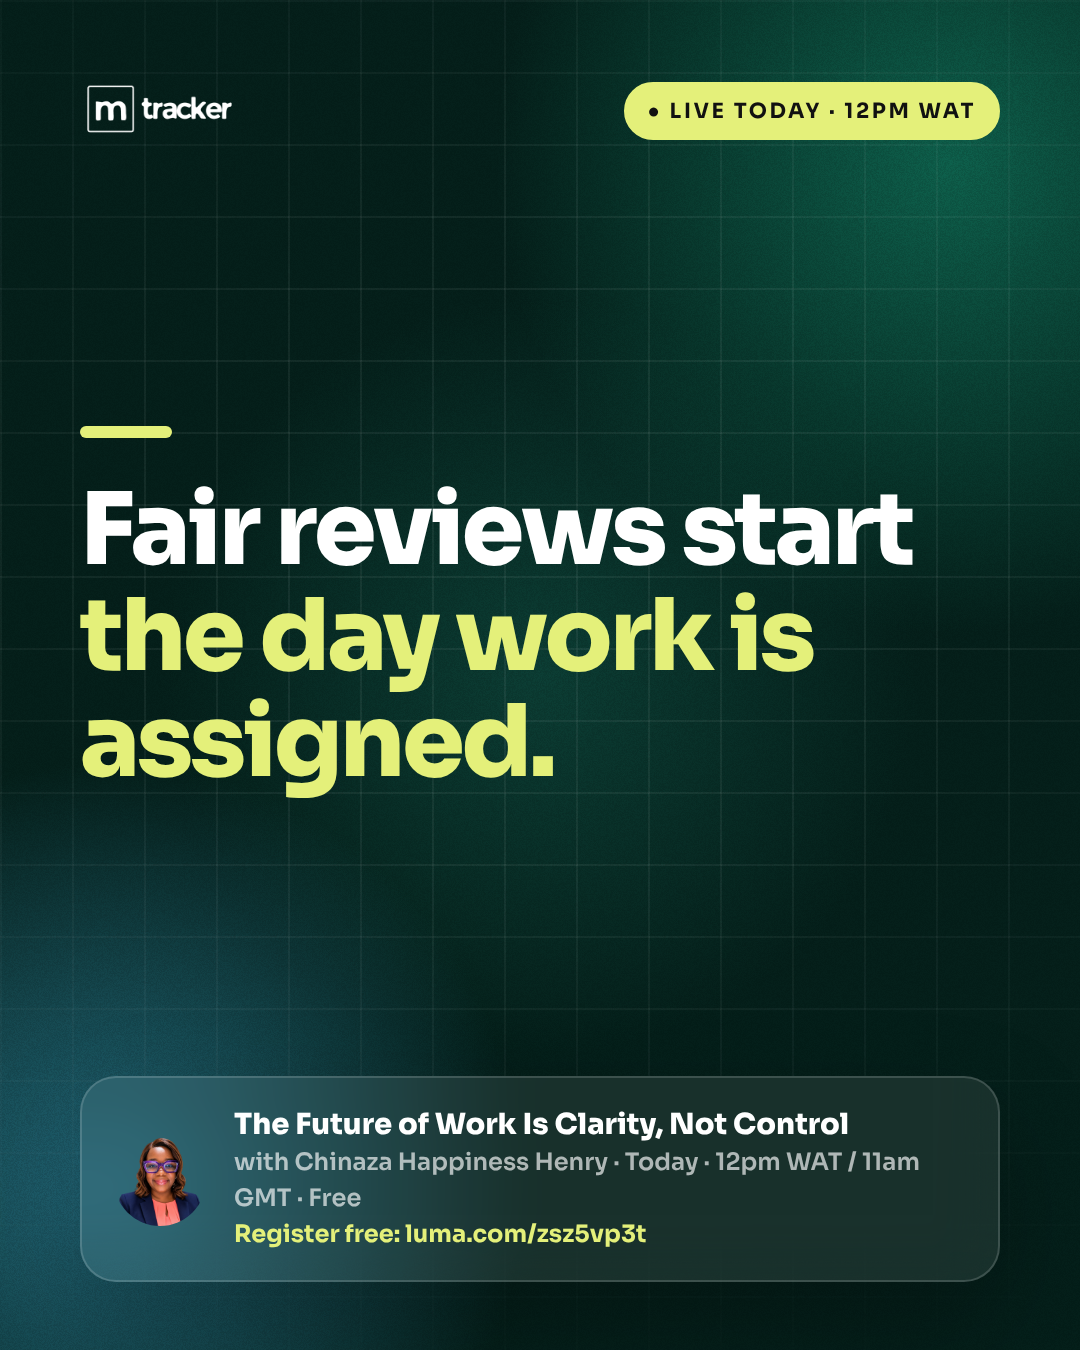 m tracker
• LIVE TODAY · 12PM WAT
Fair reviews start
the day work is
assigned.
The Future of Work Is Clarity, Not Control
with Chinaza Happiness Henry · Today · 12pm WAT / 11am
GMT · Free
Register free: luma.com/zsz5vp3t